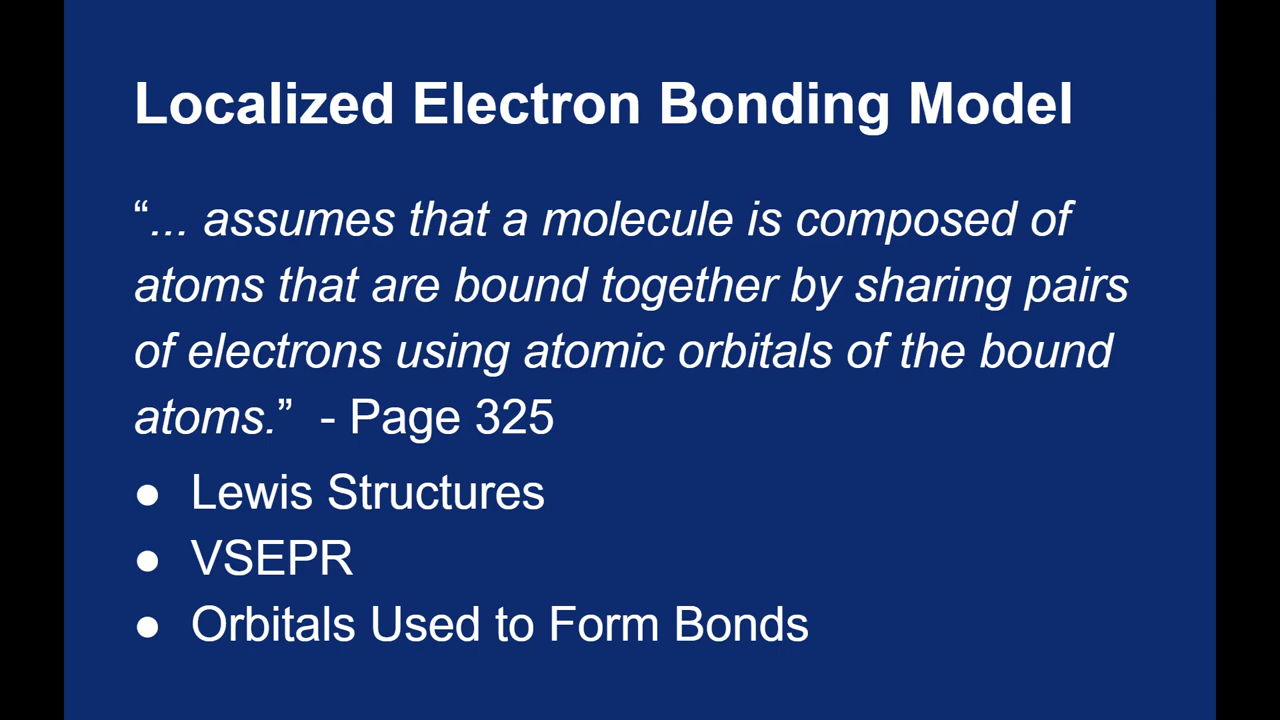 Localized Electron Bonding Model
“... assumes that a molecule is composed of
atoms that are bound together by sharing pairs
of electrons using atomic orbitals of the bound
atoms.”  - Page 325
● Lewis Structures
● VSEPR
● Orbitals Used to Form Bonds